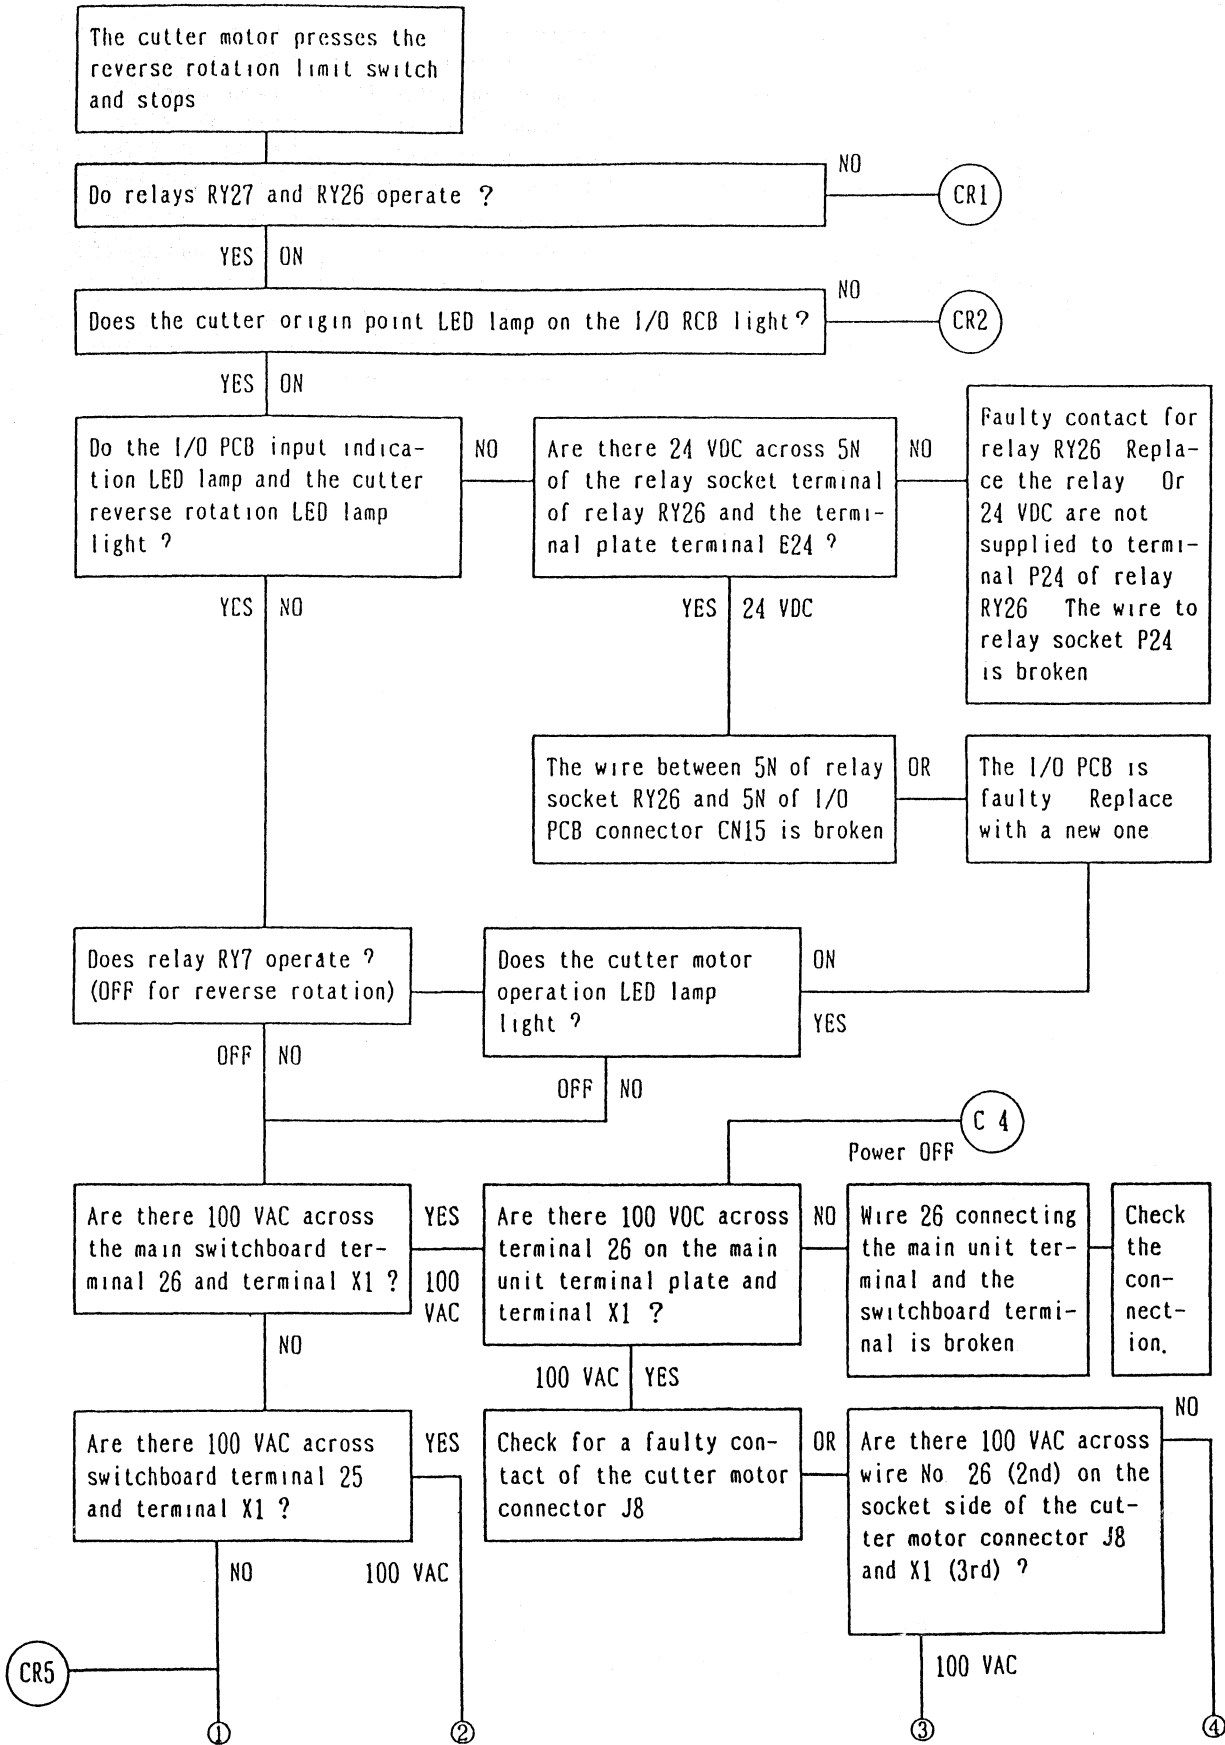 The cutter motor presses the
reverse rotation limit switch
and stops
NO
Do relays RY27 and RY26 operate ?
CR1
YES ON
NO
Does the cutter origin point LED lamp on the I/O RCB light?
CR2
YES ON
Do the I/O PCB input indica-
tion LED lamp and the cutter
reverse rotation LED lamp
light ?
NO
Are there 24 VDC across 5N
of the relay socket terminal
of relay RY26 and the termi-
nal plate terminal E24 ?
NO
Faulty contact for
relay RY26 Repla-
ce the relay Or
24 VDC are not
supplied to termi-
nal P24 of relay
RY26 The wire to
relay socket P24
is broken
YES NO
YES 24 VDC
The wire between 5N of relay
socket RY26 and 5N of I/O
PCB connector CN15 is broken
OR
The I/O PCB is
faulty Replace
with a new one
Does relay RY7 operate ?
(OFF for reverse rotation)
Does the cutter motor
operation LED lamp
light ?
ON
YES
OFF NO
OFF NO
C 4
Power OFF
Are there 100 VAC across
the main switchboard ter-
minal 26 and terminal X1 ?
YES
100
VAC
Are there 100 VOC across
terminal 26 on the main
unit terminal plate and
terminal X1 ?
NO
Wire 26 connecting
the main unit ter-
minal and the
switchboard termi-
nal is broken
Check
the
con-
nect-
ion.
NO
100 VAC YES
NO
Are there 100 VAC across
switchboard terminal 25
and terminal X1 ?
YES
Check for a faulty con-
tact of the cutter motor
connector J8
OR
Are there 100 VAC across
wire No 26 (2nd) on the
socket side of the cut-
ter motor connector J8
and X1 (3rd) ?
NO
100 VAC
CR5
100 VAC
①
②
③
④